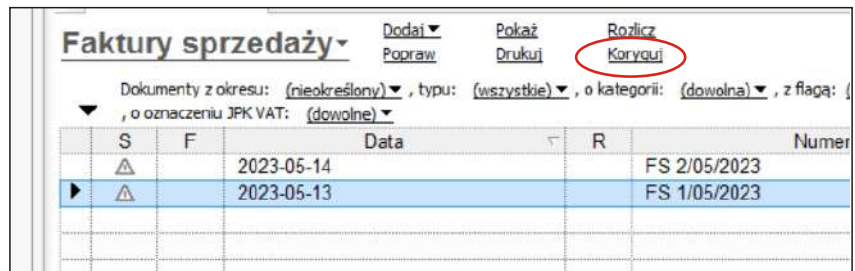 Faktury sprzedaży
Dodaj Pokaż Rozlicz
Popraw Drukuj Koryguj
Dokumenty z okresu: (nieokreślony) , typu: (wszystkie) , o kategorii: (dowolna) , z flagą: (
, o oznaczeniu JPK VAT: (dowolne)
S F Data R Numer
2023-05-14 FS 2/05/2023
2023-05-13 FS 1/05/2023